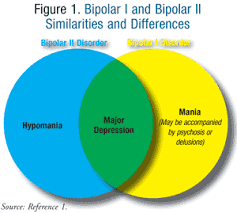 Figure 1. Bipolar I and Bipolar II
Similarities and Differences
Bipolar II Disorder
Bipolar I Disorder
Hypomania
Major
Depression
Mania
(May be accompanied
by psychosis or
delusions)
Source: Reference 1.